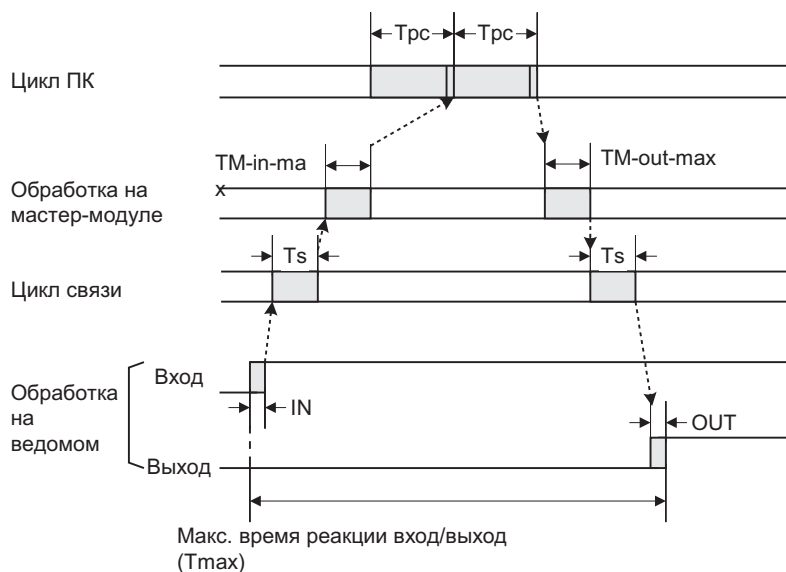 Tpc Tpc
Цикл ПК
TM-in-ma
x
TM-out-max
Обработка на
мастер-модуле
Ts Ts
Цикл связи
Вход
IN
Обработка
на
ведомом
OUT
Выход
Макс. время реакции вход/выход
(Tmax)